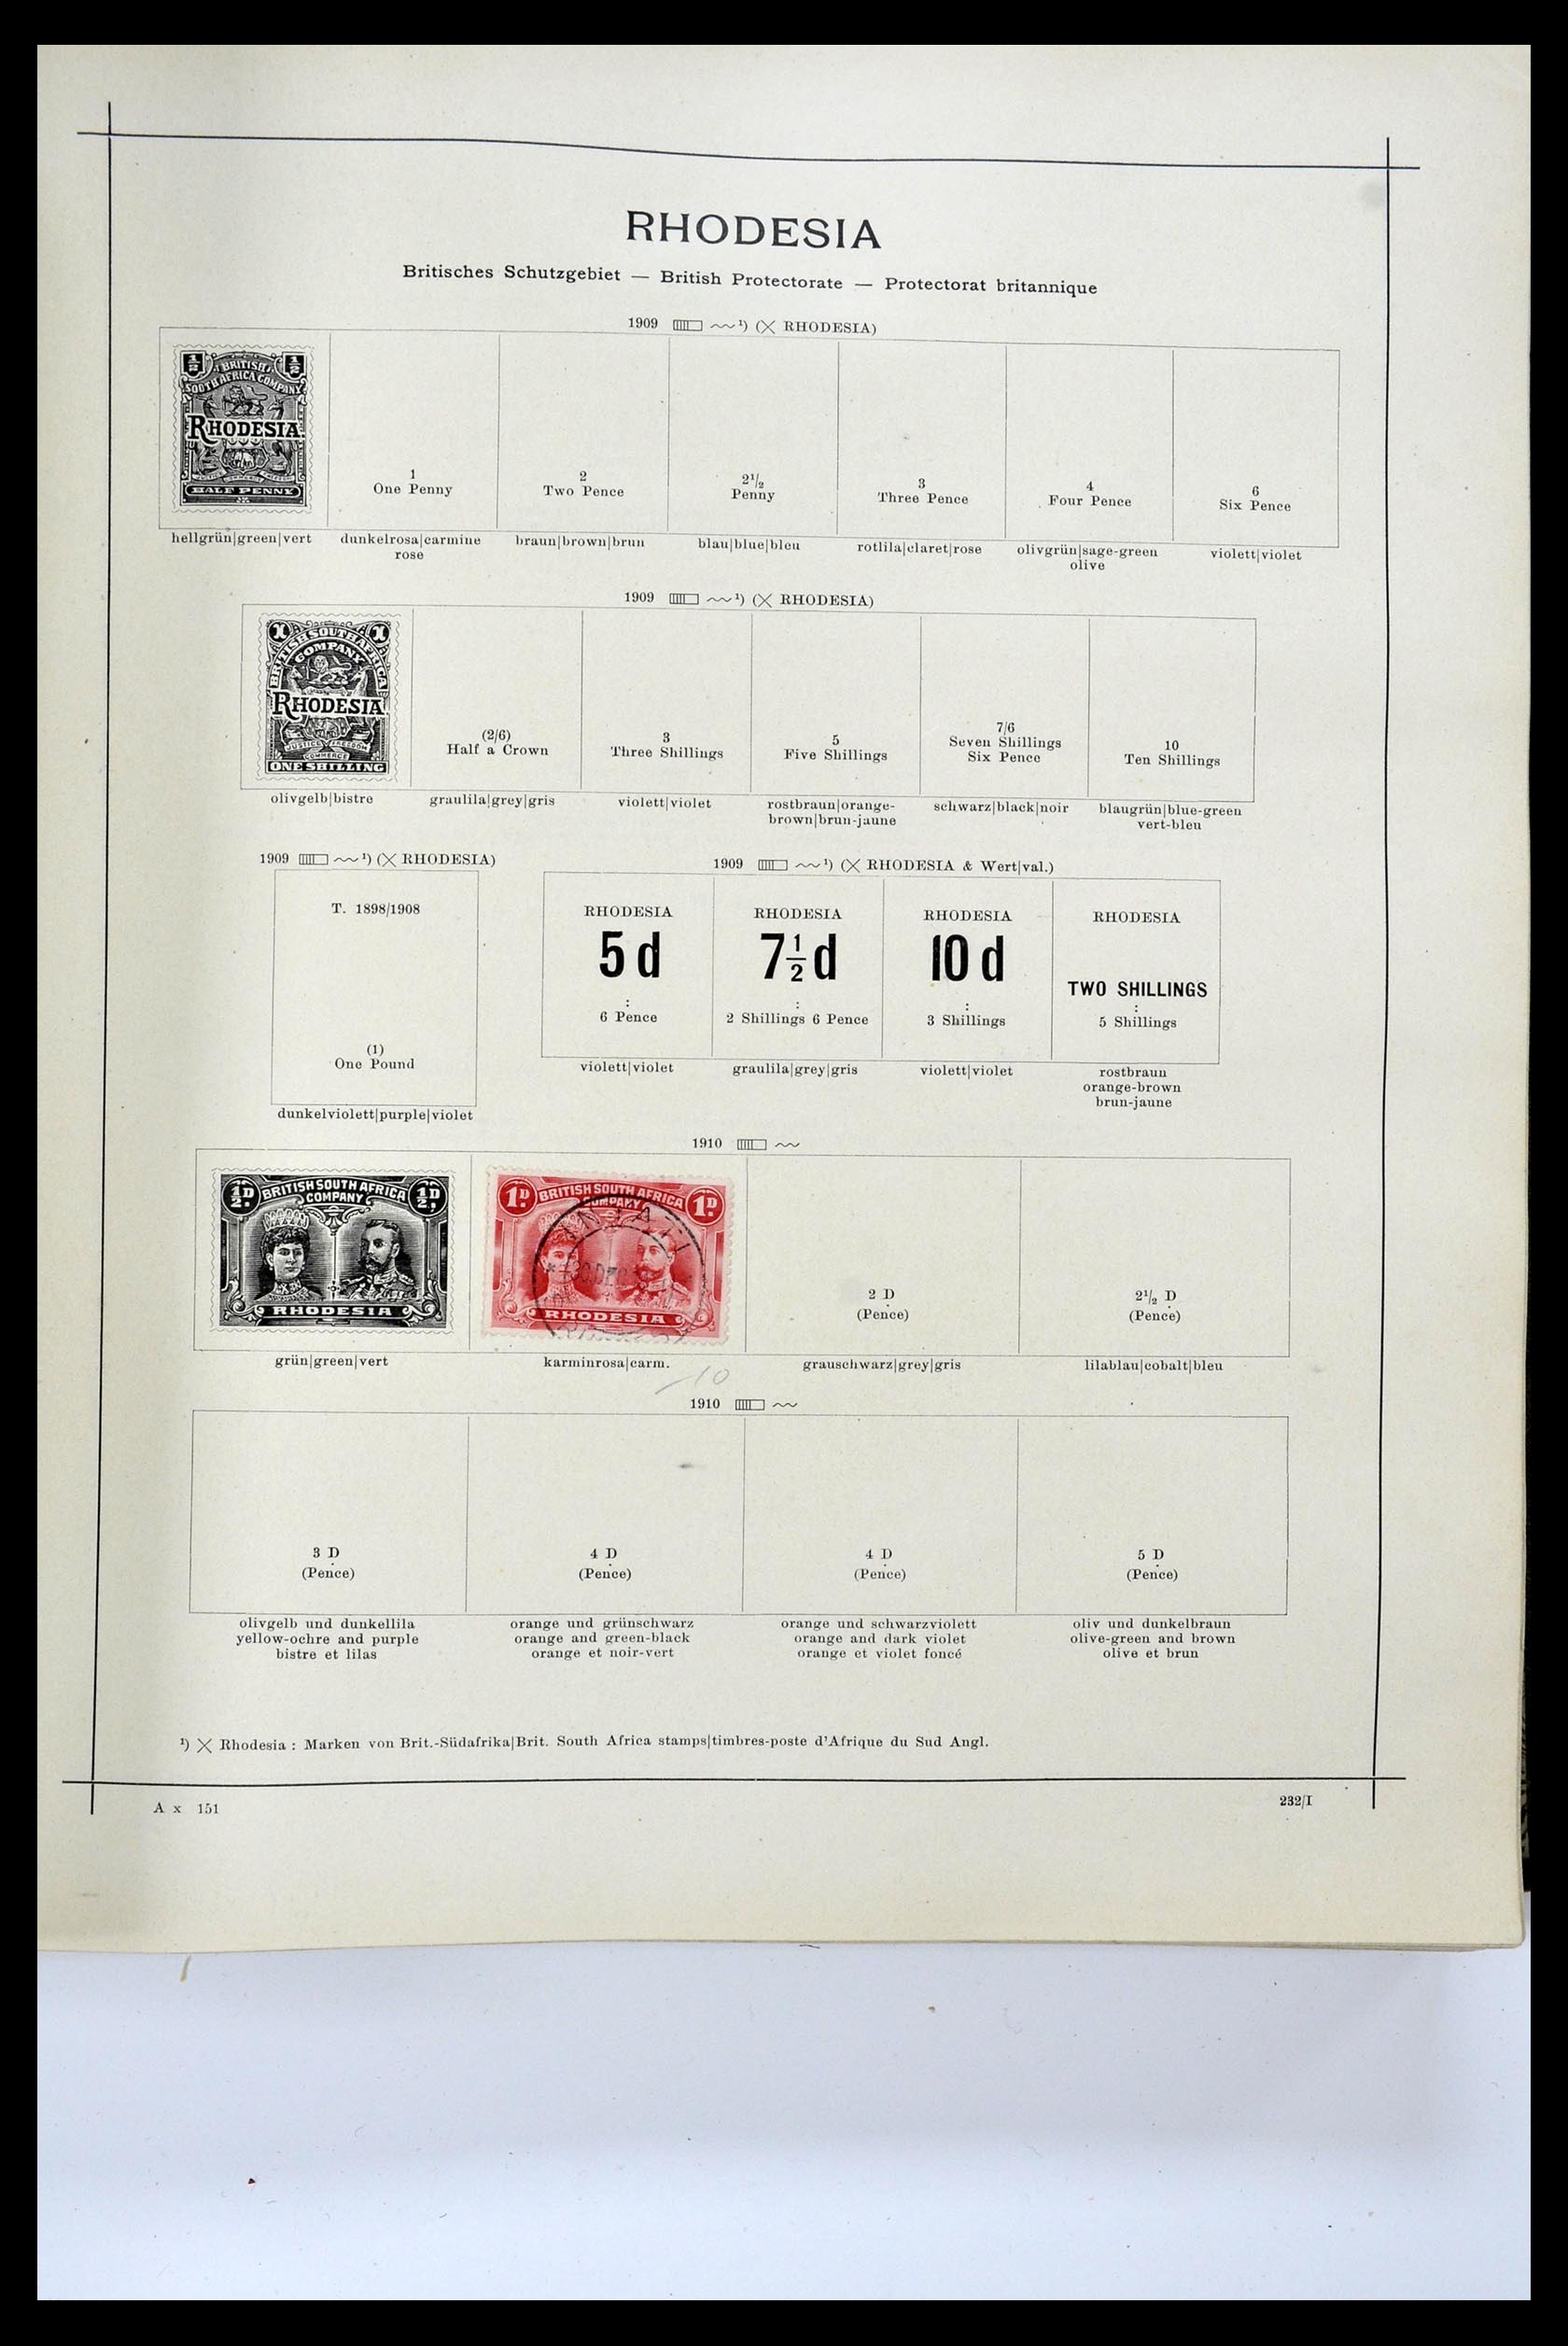 RHODESIA
Britisches Schutzgebiet — British Protectorate — Protectorat britannique
1909 ¹) (╳ RHODESIA)
½ ½
BRITISH
SOUTH AFRICA COMPANY
RHODESIA.
HALF PENNY
1
One Penny
2
Two Pence
2½
Penny
3
Three Pence
4
Four Pence
6
Six Pence
hellgrün|green|vert
dunkelrosa|carmine
rose
braun|brown|brun
blau|blue|bleu
rotlila|claret|rose
olivgrün|sage-green
olive
violett|violet
1909 ¹) (╳ RHODESIA)
1 1
BRITISH SOUTH AFRICA
COMPANY
RHODESIA.
JUSTICE FREEDOM
COMMERCE
ONE SHILLING
(2/6)
Half a Crown
3
Three Shillings
5
Five Shillings
7/6
Seven Shillings
Six Pence
10
Ten Shillings
olivgelb|bistre
graulila|grey|gris
violett|violet
rostbraun|orange-
brown|brun-jaune
schwarz|black|noir
blaugrün|blue-green
vert-bleu
1909 ¹) (╳ RHODESIA)
T. 1898/1908
(1)
One Pound
dunkelviolett|purple|violet
1909 ¹) (╳ RHODESIA & Wert|val.)
RHODESIA
5 d
:
6 Pence
RHODESIA
7½ d
:
2 Shillings 6 Pence
RHODESIA
10 d
:
3 Shillings
RHODESIA
TWO SHILLINGS
:
5 Shillings
violett|violet
graulila|grey|gris
violett|violet
rostbraun
orange-brown
brun-jaune
1910
½D. BRITISH SOUTH AFRICA ½D.
COMPANY
RHODESIA
1D. BRITISH SOUTH AFRICA 1D.
COMPANY
RHODESIA
2 D
(Pence)
2½ D
(Pence)
grün|green|vert
karminrosa|carm.
grauschwarz|grey|gris
lilablau|cobalt|bleu
10
1910
3 D
(Pence)
4 D
(Pence)
4 D
(Pence)
5 D
(Pence)
olivgelb und dunkellila
yellow-ochre and purple
bistre et lilas
orange und grünschwarz
orange and green-black
orange et noir-vert
orange und schwarzviolett
orange and dark violet
orange et violet foncé
oliv und dunkelbraun
olive-green and brown
olive et brun
¹) ╳ Rhodesia : Marken von Brit.-Südafrika|Brit. South Africa stamps|timbres-poste d'Afrique du Sud Angl.
A x 151
232/I